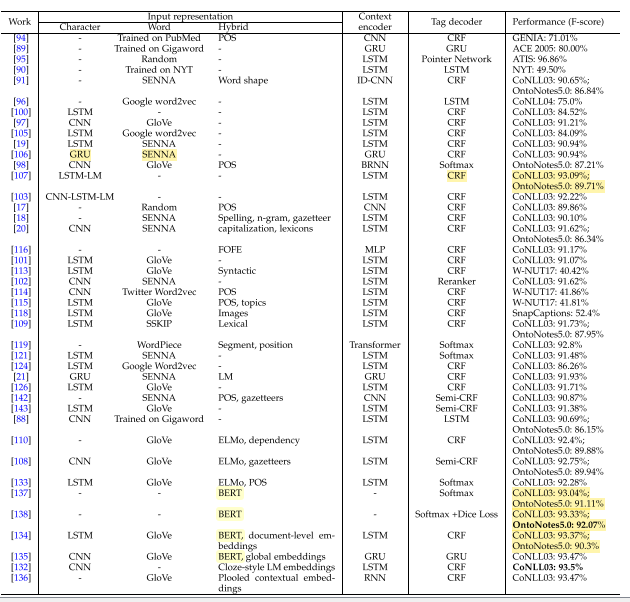 Work Input representation Context encoder Tag decoder Performance (F-score)
Character Word Hybrid
[94] - Trained on PubMed POS CNN CRF GENIA: 71.01%
[89] - Trained on Gigaword - GRU GRU ACE 2005: 80.00%
[95] - Random - LSTM Pointer Network ATIS: 96.86%
[90] - Trained on NYT - LSTM LSTM NYT: 49.50%
[91] - SENNA Word shape ID-CNN CRF CoNLL03: 90.65%;
OntoNotes5.0: 86.84%
[96] - Google word2vec - LSTM LSTM CoNLL04: 75.0%
[100] LSTM - - LSTM CRF CoNLL03: 84.52%
[97] CNN GloVe - LSTM CRF CoNLL03: 91.21%
[105] LSTM Google word2vec - LSTM CRF CoNLL03: 84.09%
[19] LSTM SENNA - LSTM CRF CoNLL03: 90.94%
[106] GRU SENNA - GRU CRF CoNLL03: 90.94%
[98] CNN GloVe POS BRNN Softmax OntoNotes5.0: 87.21%
[107] LSTM-LM - - LSTM CRF CoNLL03: 93.09%;
OntoNotes5.0: 89.71%
[103] CNN-LSTM-LM - - LSTM CRF CoNLL03: 92.22%
[17] - Random POS CNN CRF CoNLL03: 89.86%
[18] - SENNA Spelling, n-gram, gazetteer LSTM CRF CoNLL03: 90.10%
[20] CNN SENNA capitalization, lexicons LSTM CRF CoNLL03: 91.62%;
OntoNotes5.0: 86.34%
[116] - - FOFE MLP CRF CoNLL03: 91.17%
[101] LSTM GloVe - LSTM CRF CoNLL03: 91.07%
[113] LSTM GloVe Syntactic LSTM CRF W-NUT17: 40.42%
[102] CNN SENNA - LSTM Reranker CoNLL03: 91.62%
[114] CNN Twitter Word2vec POS LSTM CRF W-NUT17: 41.86%
[115] LSTM GloVe POS, topics LSTM CRF W-NUT17: 41.81%
[118] LSTM GloVe Images LSTM CRF SnapCaptions: 52.4%
[109] LSTM SSKIP Lexical LSTM CRF CoNLL03: 91.73%;
OntoNotes5.0: 87.95%
[119] - WordPiece Segment, position Transformer Softmax CoNLL03: 92.8%
[121] LSTM SENNA - LSTM Softmax CoNLL03: 91.48%
[124] LSTM Google Word2vec - LSTM CRF CoNLL03: 86.26%
[21] GRU SENNA LM GRU CRF CoNLL03: 91.93%
[126] LSTM GloVe - LSTM CRF CoNLL03: 91.71%
[142] - SENNA POS, gazetteers CNN Semi-CRF CoNLL03: 90.87%
[143] LSTM GloVe - LSTM Semi-CRF CoNLL03: 91.38%
[88] CNN Trained on Gigaword - LSTM LSTM CoNLL03: 90.69%;
OntoNotes5.0: 86.15%
[110] - GloVe ELMo, dependency LSTM CRF CoNLL03: 92.4%;
OntoNotes5.0: 89.88%
[108] CNN GloVe ELMo, gazetteers LSTM Semi-CRF CoNLL03: 92.75%;
OntoNotes5.0: 89.94%
[133] LSTM GloVe ELMo, POS LSTM Softmax CoNLL03: 92.28%
[137] - - BERT - Softmax CoNLL03: 93.04%;
OntoNotes5.0: 91.11%
[138] - - BERT - Softmax +Dice Loss CoNLL03: 93.33%;
OntoNotes5.0: 92.07%
[134] LSTM GloVe BERT, document-level em- LSTM CRF CoNLL03: 93.37%;
beddings OntoNotes5.0: 90.3%
[135] CNN GloVe BERT, global embeddings GRU GRU CoNLL03: 93.47%
[132] CNN - Cloze-style LM embeddings LSTM CRF CoNLL03: 93.5%
[136] - GloVe Plooled contextual embed- RNN CRF CoNLL03: 93.47%
dings